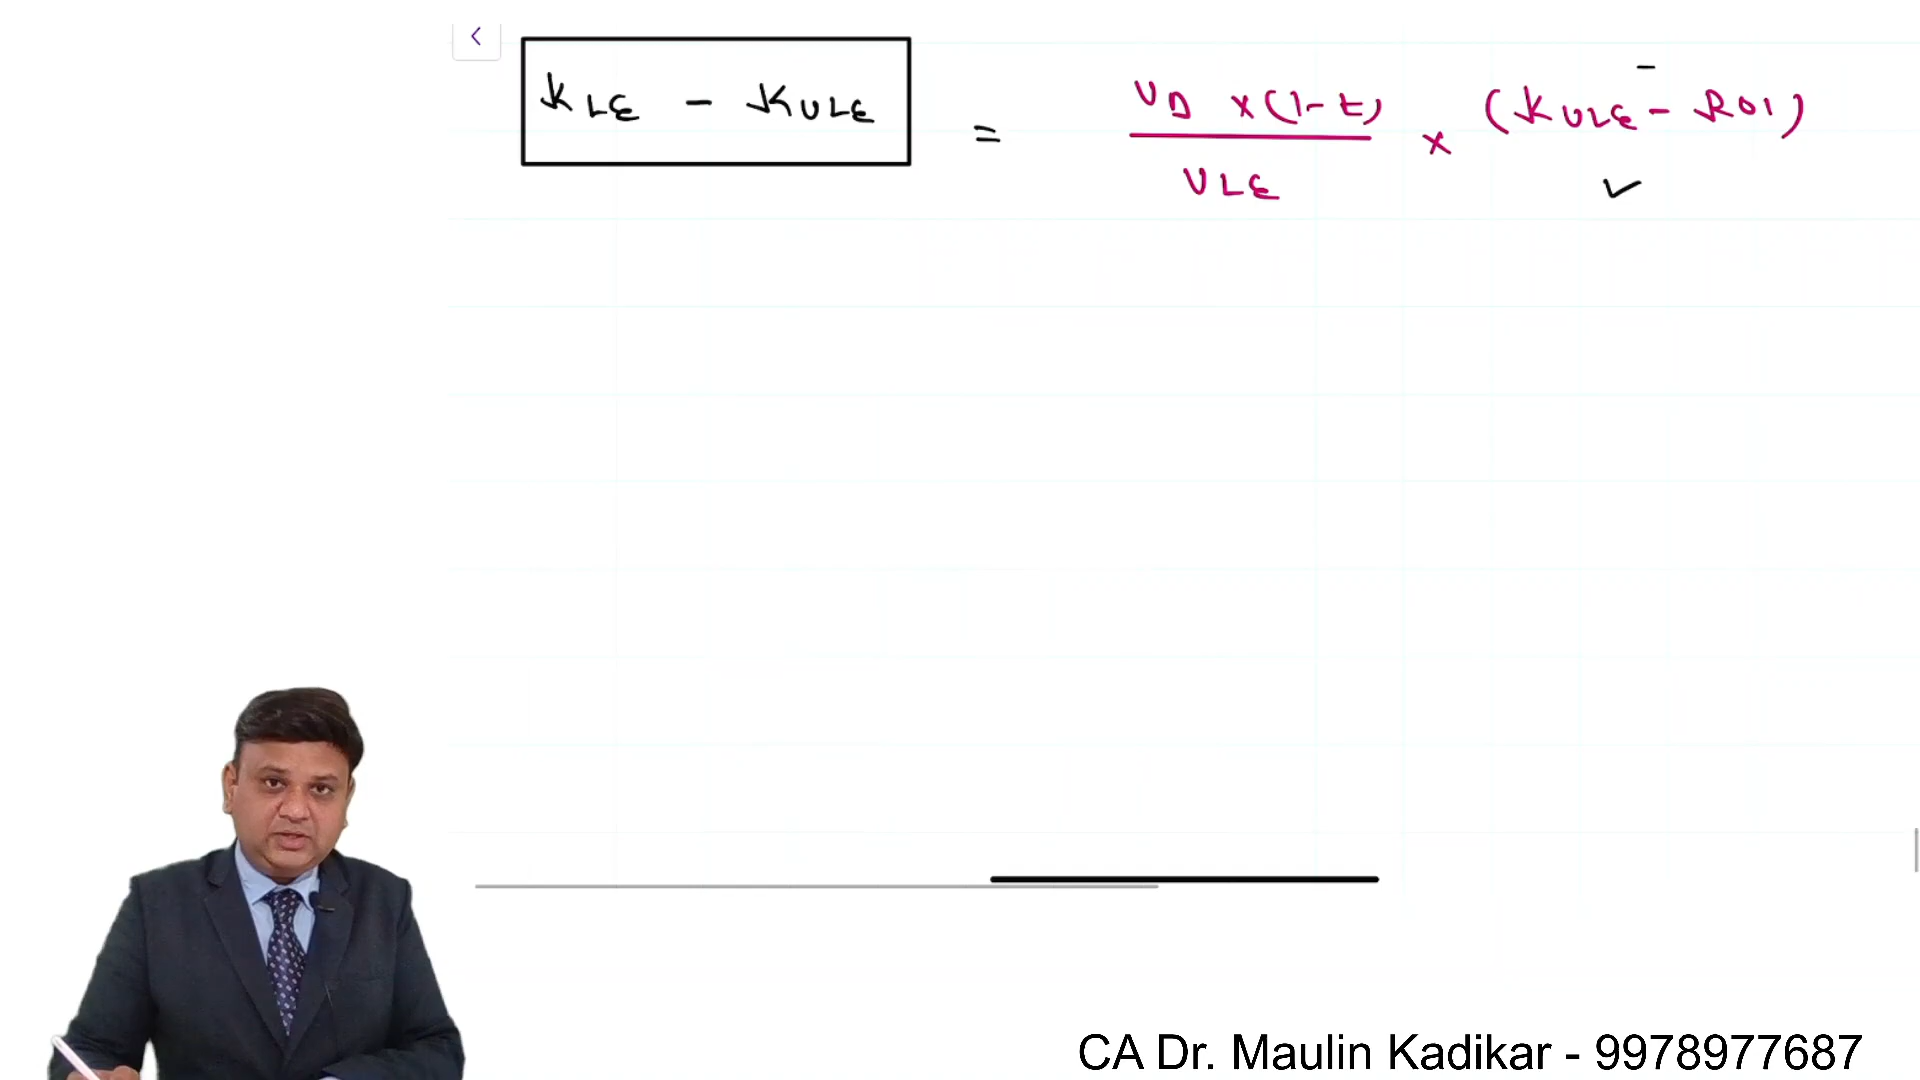 KLE - KULE = VD x (1-t) x (KULE - ROI)
VLE
CA Dr. Maulin Kadikar - 9978977687